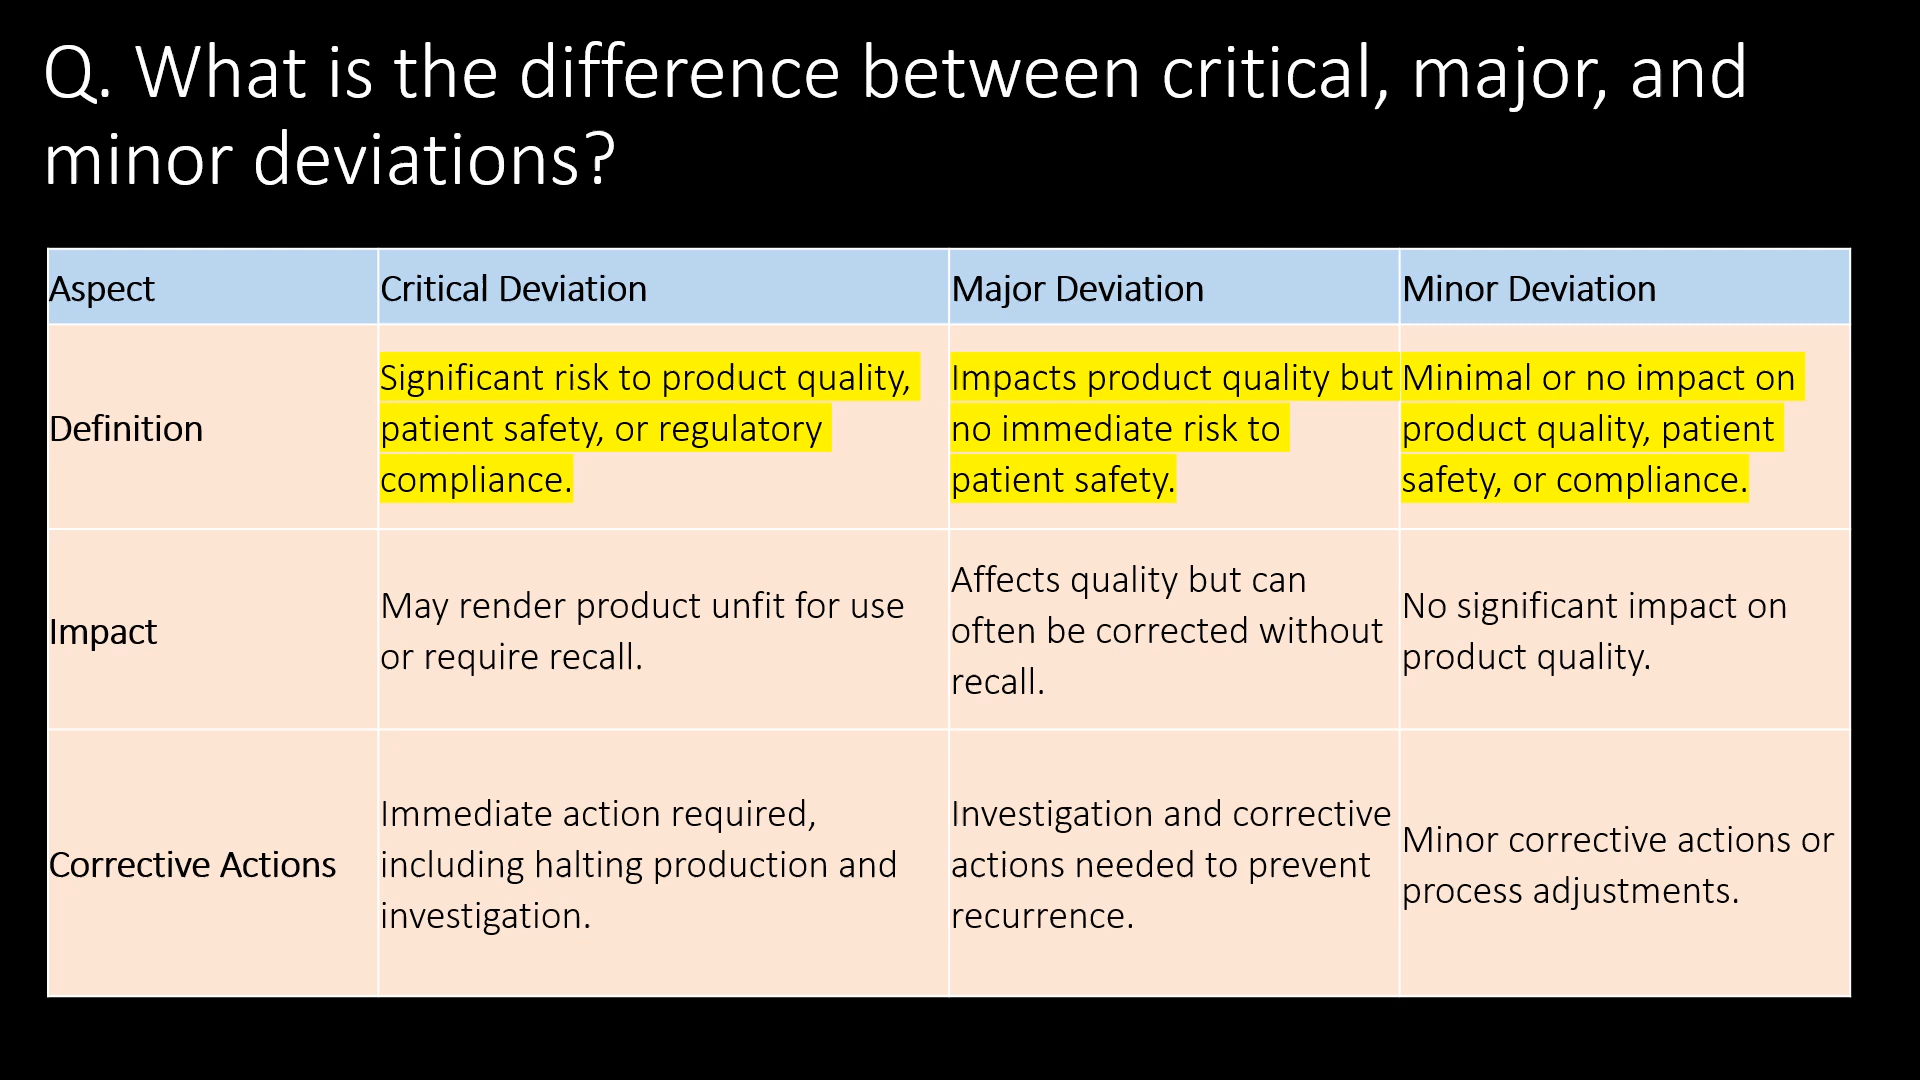 Q. What is the difference between critical, major, and
minor deviations?
Aspect
Critical Deviation
Major Deviation
Minor Deviation
Definition
Significant risk to product quality,
patient safety, or regulatory
compliance.
Impacts product quality but
no immediate risk to
patient safety.
Minimal or no impact on
product quality, patient
safety, or compliance.
Impact
May render product unfit for use
or require recall.
Affects quality but can
often be corrected without
recall.
No significant impact on
product quality.
Corrective Actions
Immediate action required,
including halting production and
investigation.
Investigation and corrective
actions needed to prevent
recurrence.
Minor corrective actions or
process adjustments.